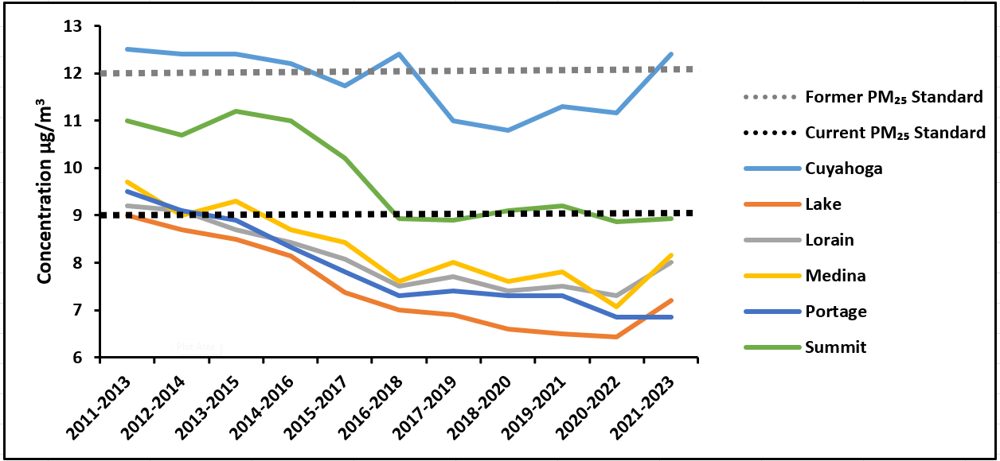 13
12
11
10
9
8
7
6
Concentration µg/m³
Plot Area
2011-2013
2012-2014
2013-2015
2014-2016
2015-2017
2016-2018
2017-2019
2018-2020
2019-2021
2020-2022
2021-2023
Former PM₂₅ Standard
Current PM₂₅ Standard
Cuyahoga
Lake
Lorain
Medina
Portage
Summit